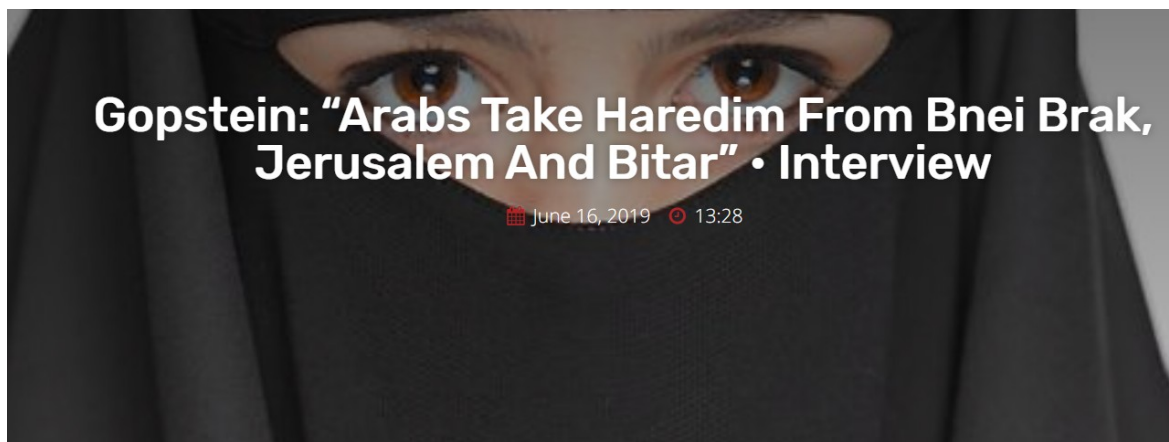 Gopstein: “Arabs Take Haredim From Bnei Brak,
Jerusalem And Bitar” • Interview
June 16, 2019 13:28